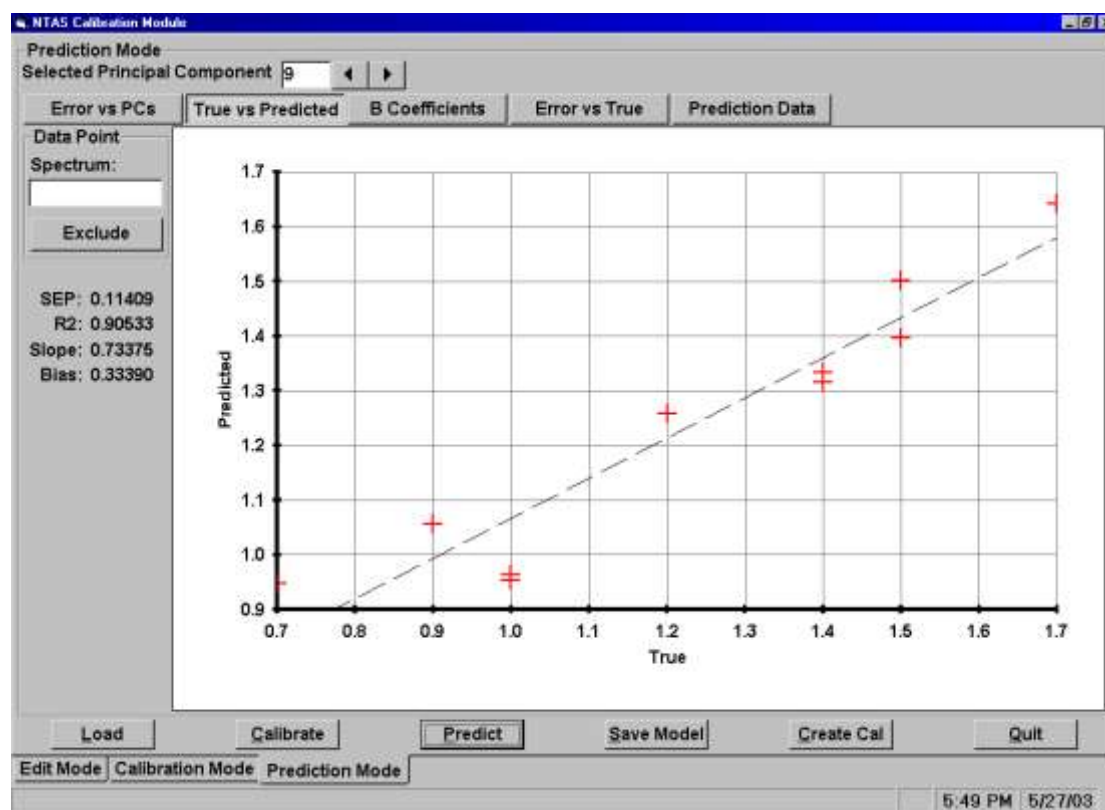 NTAS Calibration Module
Prediction Mode
Selected Principal Component 9
Error vs PCs True vs Predicted B Coefficients Error vs True Prediction Data
Data Point
Spectrum:
Exclude
SEP: 0.11409
R2: 0.90533
Slope: 0.73375
Bias: 0.33390
1.7
1.6
1.5
1.4
1.3
1.2
1.1
1.0
0.9
Predicted
0.7 0.8 0.9 1.0 1.1 1.2 1.3 1.4 1.5 1.6 1.7
True
Load Calibrate Predict Save Model Create Cal Quit
Edit Mode Calibration Mode Prediction Mode
5:49 PM 5/27/03